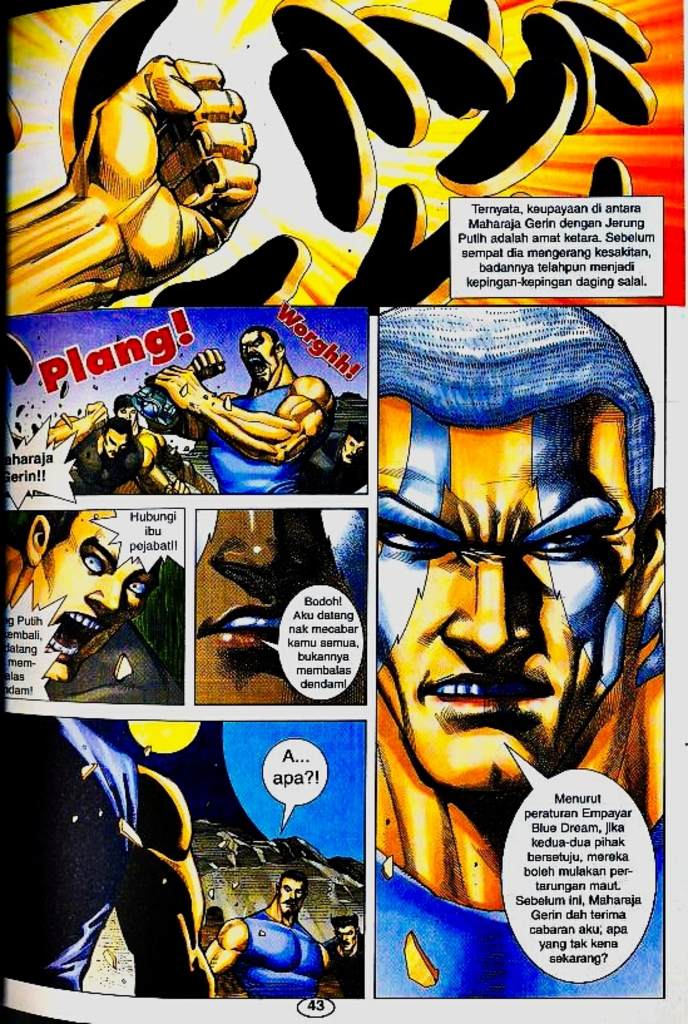 Ternyata, keupayaan di antara
Maharaja Gerin dengan Jerung
Putih adalah amat ketara. Sebelum
sempat dia mengerang kesakitan,
badannya telahpun menjadi
kepingan-kepingan daging salai.
Plang!
Worghh!
aharaja
Gerin!!
Hubungi
ibu
pejabat!!
g Putih
embali,
datang
mem-
alas
ndam!
Bodoh!
Aku datang
nak mecabar
kamu semua,
bukannya
membalas
dendam!
A...
apa?!
Menurut
peraturan Empayar
Blue Dream, jika
kedua-dua pihak
bersetuju, mereka
boleh mulakan per-
tarungan maut.
Sebelum ini, Maharaja
Gerin dah terima
cabaran aku, apa
yang tak kena
sekarang?
43